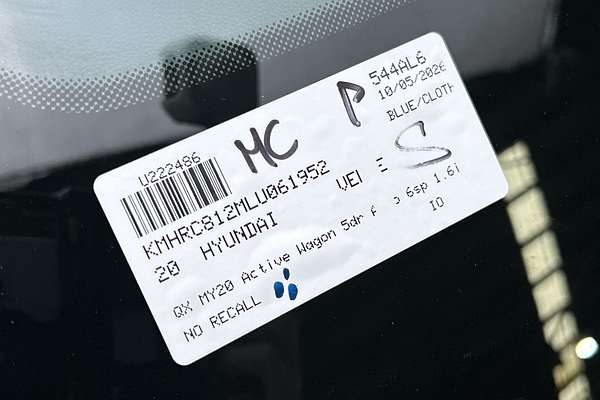 U222486
MC
P
544AL6
10/05/2026
BLUE/CLOTH
S
KMHRC812MLU061952
20 HYUNDAI
VEI
QX MY20 Active Wagon 5dr 6sp 1.6i
NO RECALL
IO